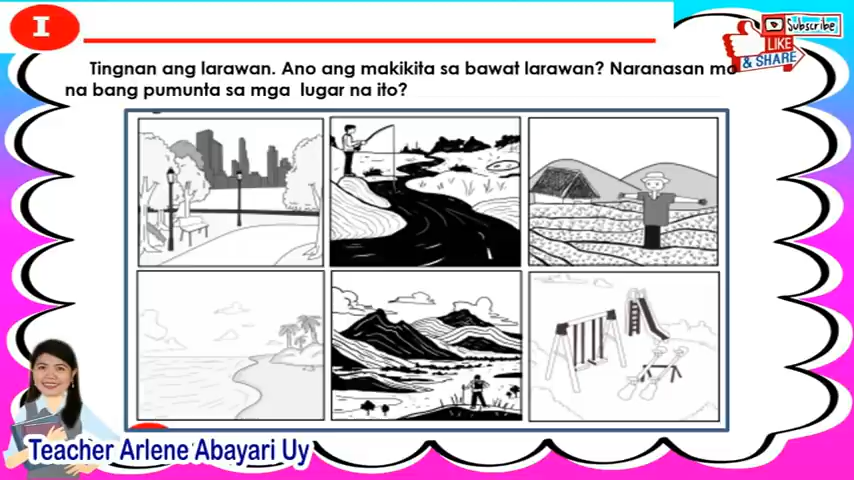 I
Subscribe
LIKE
& SHARE
Tingnan ang larawan. Ano ang makikita sa bawat larawan? Naranasan mo
na bang pumunta sa mga lugar na ito?
Teacher Arlene Abayari Uy